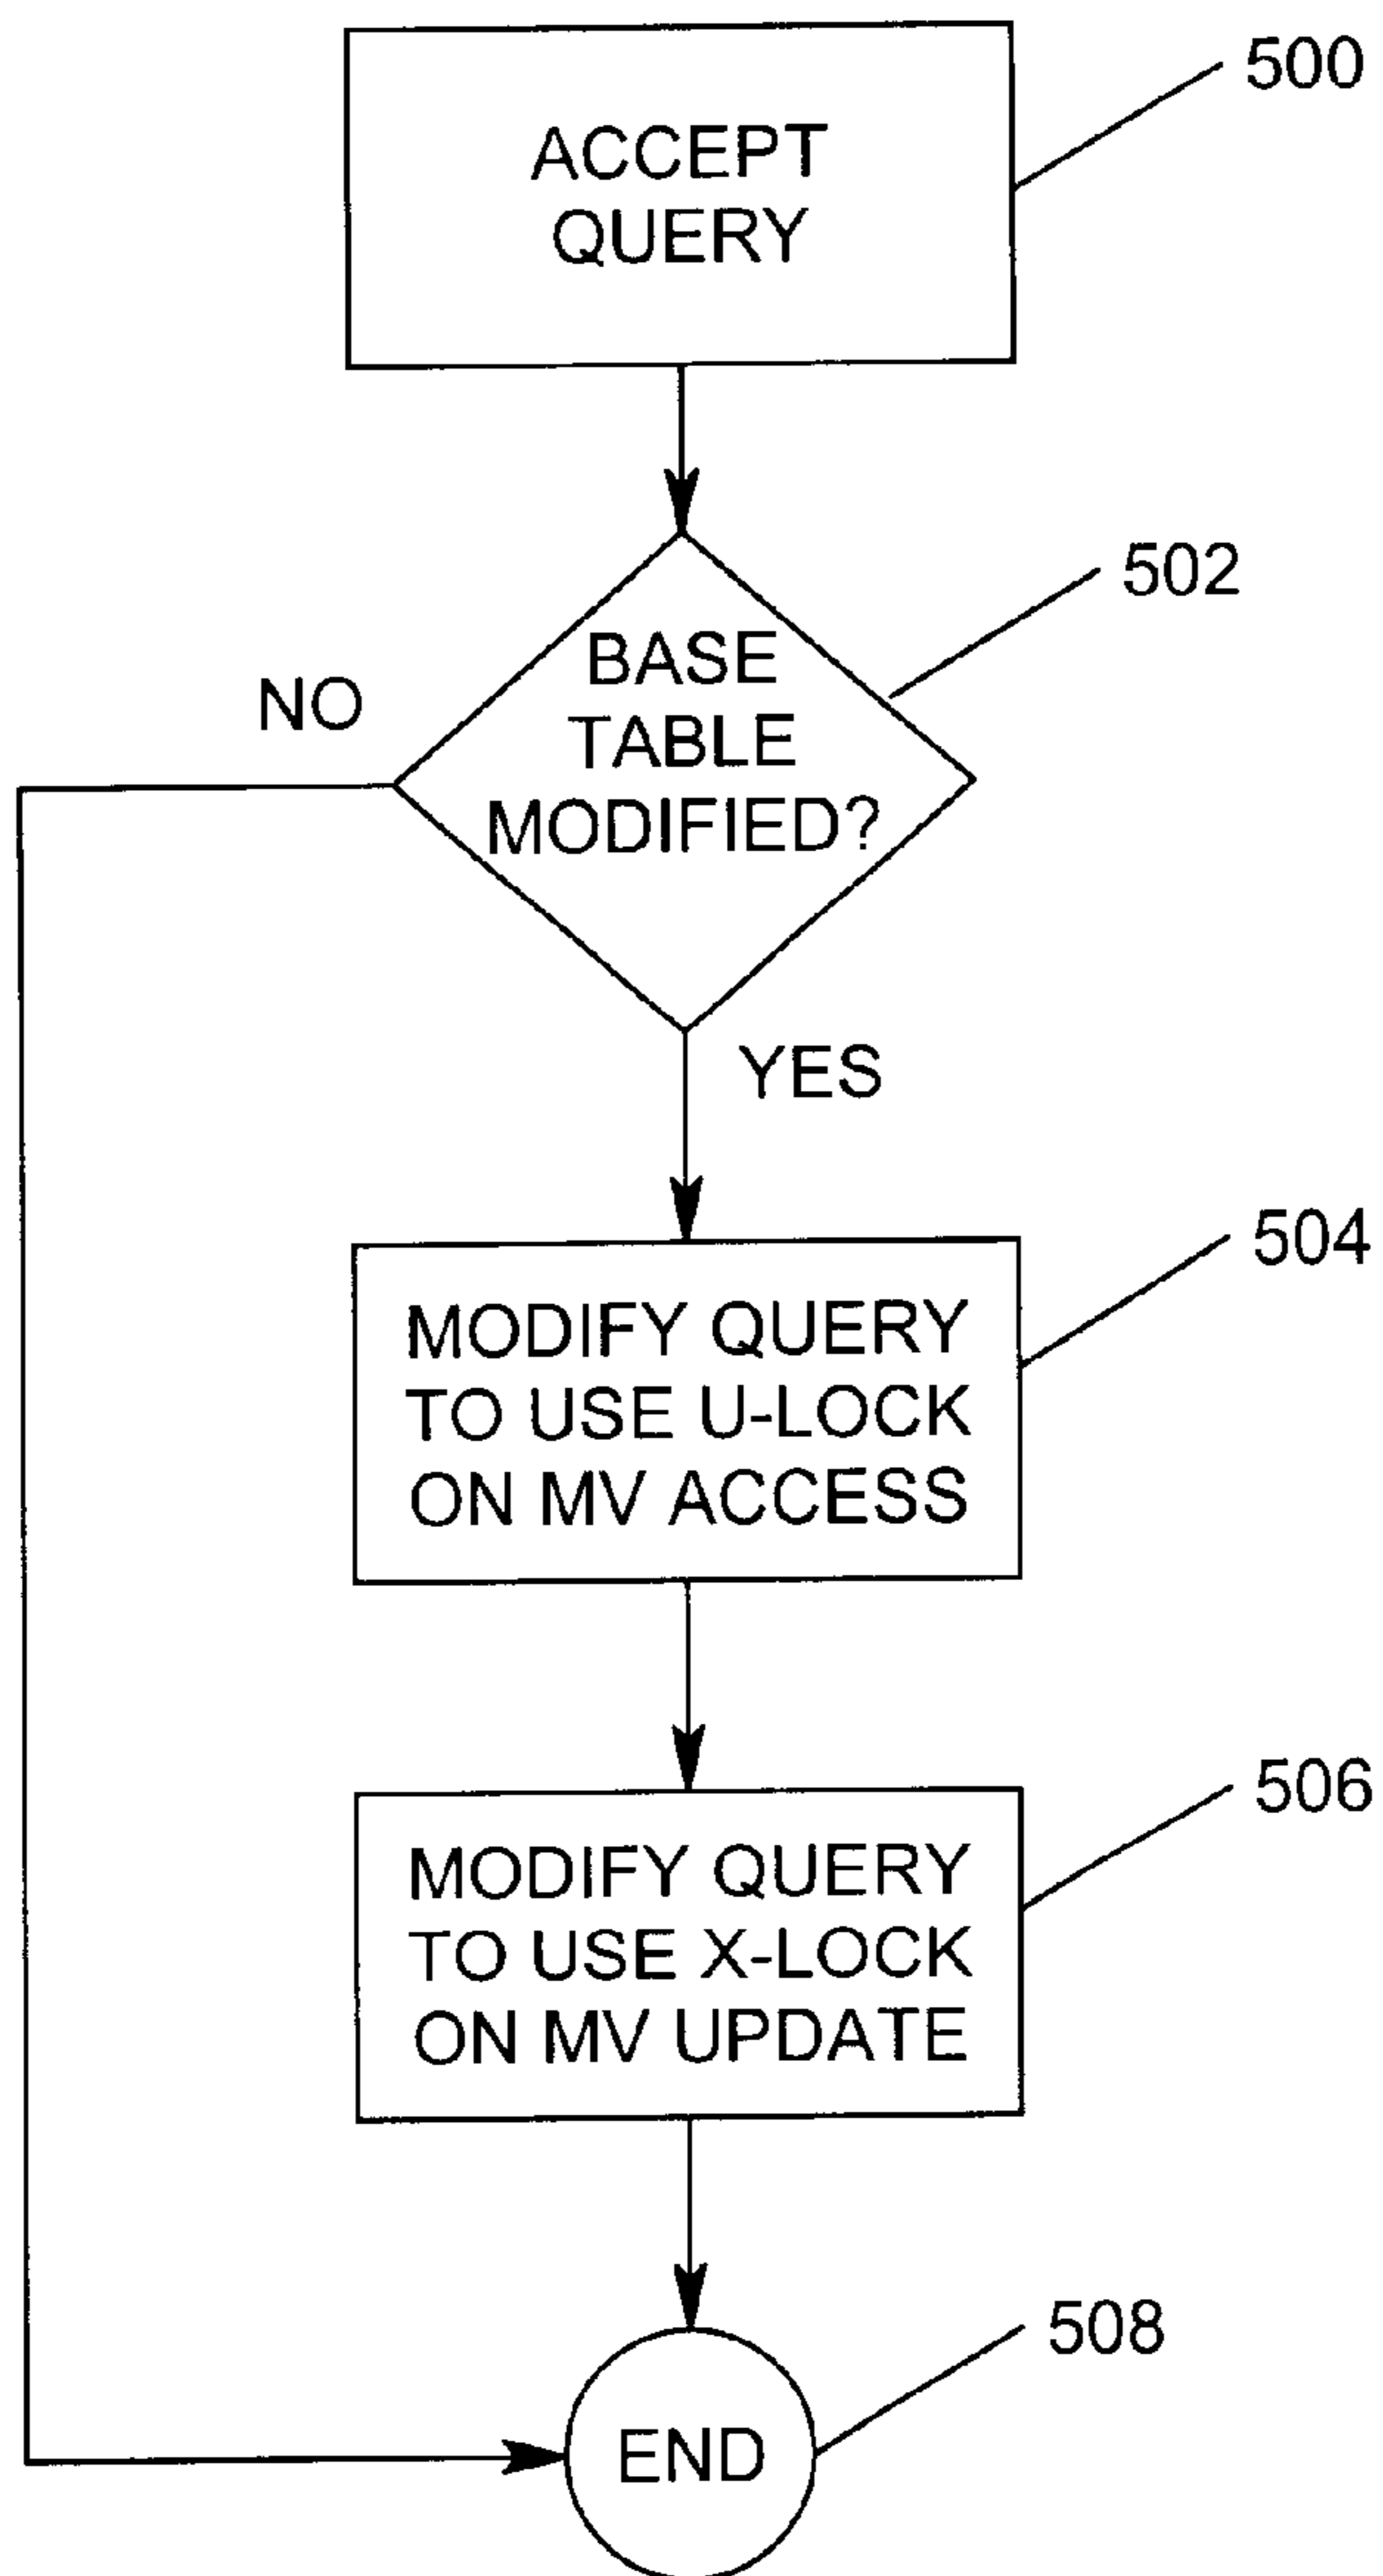 ACCEPT
QUERY
500
BASE
TABLE
MODIFIED?
502
NO
YES
MODIFY QUERY
TO USE U-LOCK
ON MV ACCESS
504
MODIFY QUERY
TO USE X-LOCK
ON MV UPDATE
506
END
508